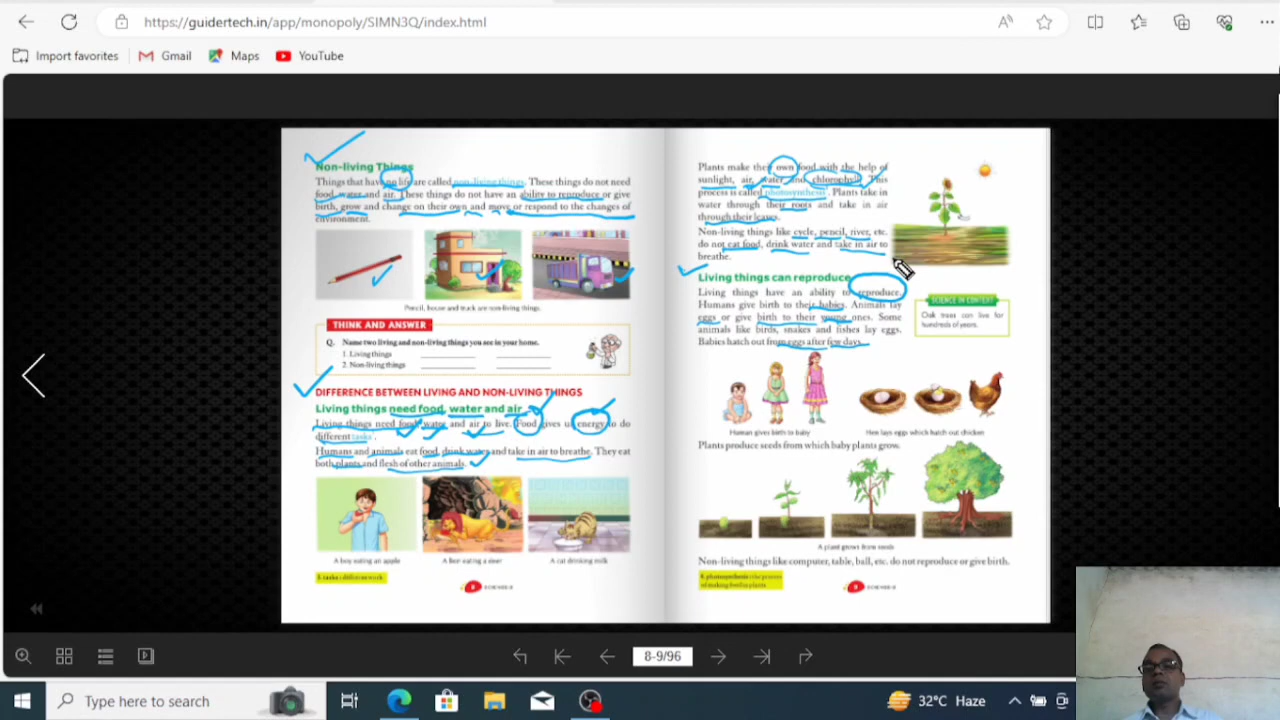 https://guidertech.in/app/monopoly/SIMN3Q/index.html
Import favorites
Gmail
Maps
YouTube
Non-living Things
Things that have no life are called non-living things. These things do not need
food, water and air. These things do not have an ability to reproduce or give
birth, grow and change on their own and move or respond to the changes of
environment.
Pencil, house and truck are non-living things.
THINK AND ANSWER
Q. Name two living and non-living things you see in your home.
1. Living things
2. Non-living things
DIFFERENCE BETWEEN LIVING AND NON-LIVING THINGS
Living things need food, water and air
Living things need food, water and air to live. Food gives us energy to do
different tasks .
Humans and animals eat food, drink water and take in air to breathe. They eat
both plants and flesh of other animals.
A boy eating an apple
A lion eating a deer
A cat drinking milk
8
Plants make their own food with the help of
sunlight, air, water and chlorophyll. This
process is called photosynthesis. Plants take in
water through their roots and take in air
through their leaves.
Non-living things like cycle, pencil, river, etc.
do not eat food, drink water and take in air to
breathe.
Living things can reproduce
Living things have an ability to reproduce.
Humans give birth to their babies. Animals lay
eggs or give birth to their young ones. Some
animals like birds, snakes and fishes lay eggs.
Babies hatch out from eggs after few days.
SCIENCE IN CONTEXT
Oak trees can live for
hundreds of years.
Human gives birth to baby
Hen lays eggs which hatch out chicken
Plants produce seeds from which baby plants grow.
A plant grows from seeds
Non-living things like computer, table, ball, etc. do not reproduce or give birth.
9
8-9/96
Type here to search
32°C Haze